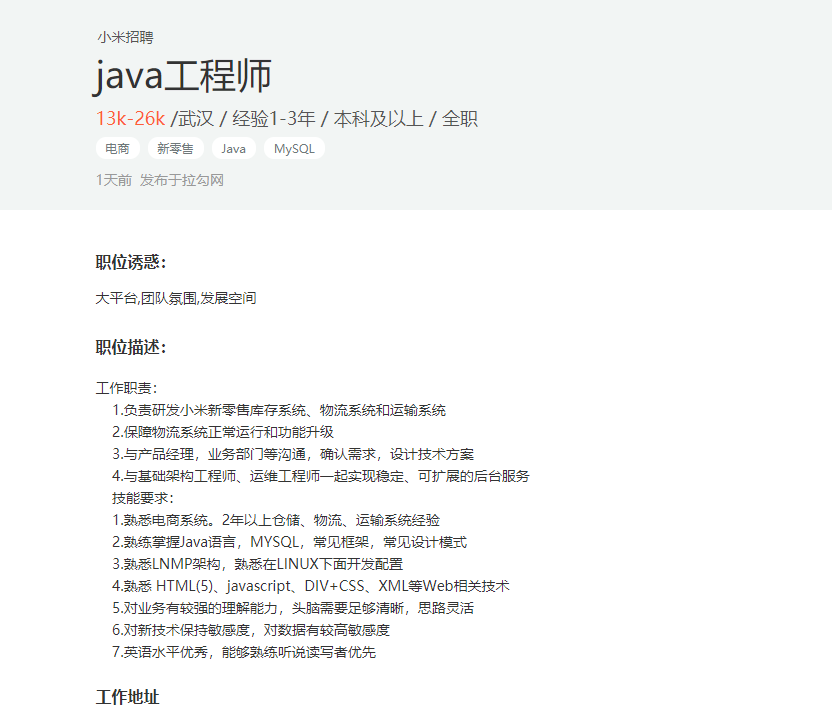 小米招聘
java工程师
13k-26k /武汉 / 经验1-3年 / 本科及以上 / 全职
电商 新零售 Java MySQL
1天前 发布于拉勾网
职位诱惑：
大平台,团队氛围,发展空间
职位描述：
工作职责：
1.负责研发小米新零售库存系统、物流系统和运输系统
2.保障物流系统正常运行和功能升级
3.与产品经理，业务部门等沟通，确认需求，设计技术方案
4.与基础架构工程师、运维工程师一起实现稳定、可扩展的后台服务
技能要求：
1.熟悉电商系统。2年以上仓储、物流、运输系统经验
2.熟练掌握Java语言，MYSQL，常见框架，常见设计模式
3.熟悉LNMP架构，熟悉在LINUX下面开发配置
4.熟悉 HTML(5)、javascript、DIV+CSS、XML等Web相关技术
5.对业务有较强的理解能力，头脑需要足够清晰，思路灵活
6.对新技术保持敏感度，对数据有较高敏感度
7.英语水平优秀，能够熟练听说读写者优先
工作地址